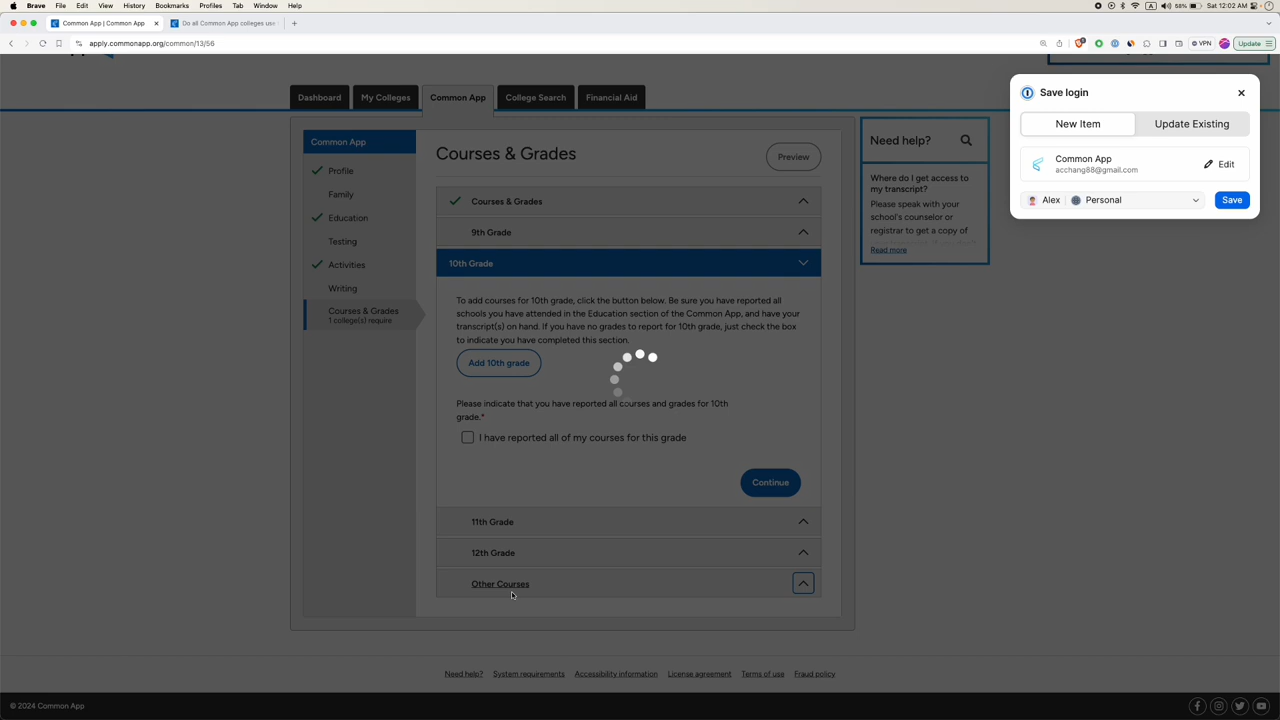 Brave File Edit View History Bookmarks Profiles Tab Window Help
A 58% Sat 12:02 AM
Common App | Common App
Do all Common App colleges use
apply.commonapp.org/common/13/56
VPN
Update
Dashboard
My Colleges
Common App
College Search
Financial Aid
Common App
Profile
Family
Education
Testing
Activities
Writing
Courses & Grades
1 college(s) require
Courses & Grades
Preview
Courses & Grades
9th Grade
10th Grade
To add courses for 10th grade, click the button below. Be sure you have reported all
schools you have attended in the Education section of the Common App, and have your
transcript(s) on hand. If you have no grades to report for 10th grade, just check the box
to indicate you have completed this section.
Add 10th grade
Please indicate that you have reported all courses and grades for 10th
grade.*
I have reported all of my courses for this grade
Continue
11th Grade
12th Grade
Other Courses
Need help?
Where do I get access to
my transcript?
Please speak with your
school's counselor or
registrar to get a copy of
Read more
Save login
New Item
Update Existing
Common App
acchang88@gmail.com
Edit
Alex
Personal
Save
Need help? System requirements Accessibility information License agreement Terms of use Fraud policy
© 2024 Common App